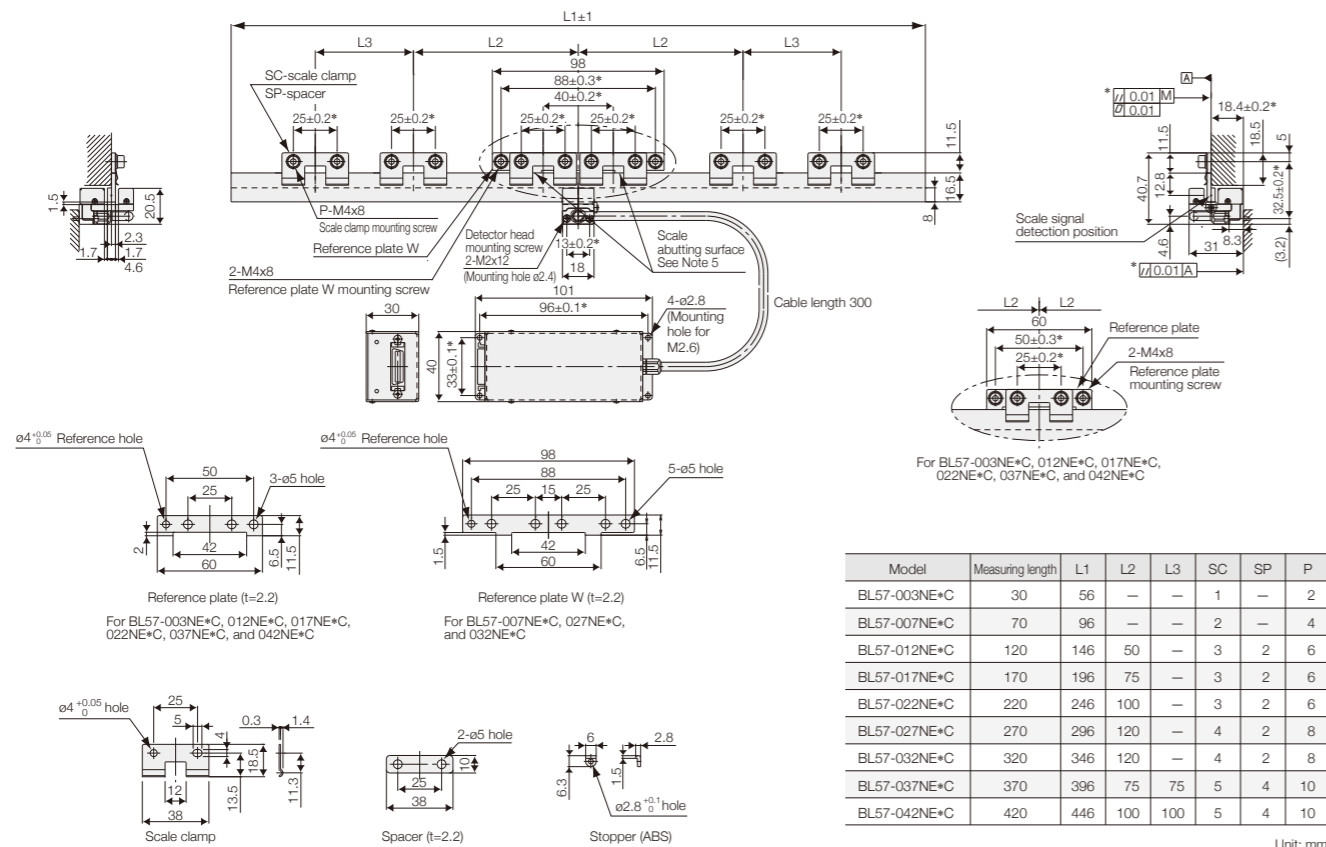 L1±1
L3
L2
L2
L3
98
88±0.3*
40±0.2*
SC-scale clamp
SP-spacer
25±0.2*
25±0.2*
25±0.2*
25±0.2*
25±0.2*
25±0.2*
11.5
16.5
8
P-M4x8
Scale clamp mounting screw
Reference plate W
2-M4x8
Reference plate W mounting screw
Detector head
mounting screw
2-M2x12
(Mounting hole ø2.4)
13±0.2*
18
Scale
abutting surface
See Note 5
Cable length 300
1.5
20.5
2.3
1.7
1.7
4.6
A
* // 0.01 M
▱ 0.01
18.4±0.2*
18.5
5
11.5
12.8
40.7
32.5±0.2*
Scale signal
detection position
4.6
31
8.3
(3.2)
* // 0.01 A
101
96±0.1*
4-ø2.8
(Mounting
hole for
M2.6)
30
40
33±0.1*
L2
L2
60
50±0.3*
25±0.2*
Reference plate
2-M4x8
Reference plate
mounting screw
For BL57-003NE*C, 012NE*C, 017NE*C,
022NE*C, 037NE*C, and 042NE*C
ø4 +0.05 0 Reference hole
50
25
3-ø5 hole
2
42
60
6.5
11.5
Reference plate (t=2.2)
For BL57-003NE*C, 012NE*C, 017NE*C,
022NE*C, 037NE*C, and 042NE*C
ø4 +0.05 0 Reference hole
98
88
25 15 25
5-ø5 hole
1.5
42
60
6.5
11.5
Reference plate W (t=2.2)
For BL57-007NE*C, 027NE*C,
and 032NE*C
ø4 +0.05 0 hole
25
5
4
18.5
13.5
12
38
0.3
1.4
11.3
Scale clamp
2-ø5 hole
10
25
38
Spacer (t=2.2)
6
2.8
6.3
1.5
ø2.8 +0.1 0 hole
Stopper (ABS)
Model Measuring length L1 L2 L3 SC SP P
BL57-003NE*C 30 56 — — 1 — 2
BL57-007NE*C 70 96 — — 2 — 4
BL57-012NE*C 120 146 50 — 3 2 6
BL57-017NE*C 170 196 75 — 3 2 6
BL57-022NE*C 220 246 100 — 3 2 6
BL57-027NE*C 270 296 120 — 4 2 8
BL57-032NE*C 320 346 120 — 4 2 8
BL57-037NE*C 370 396 75 75 5 4 10
BL57-042NE*C 420 446 100 100 5 4 10
Unit: mm